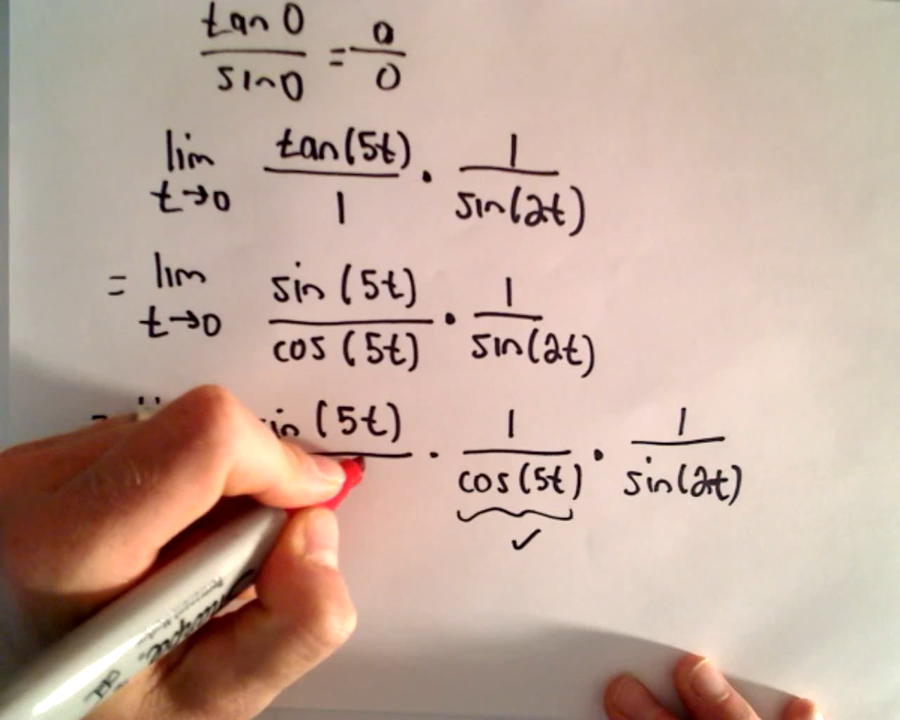 tan 0 / sin 0 = 0 / 0
lim t→0 tan(5t) / 1 · 1 / sin(2t)
= lim t→0 sin(5t) / cos(5t) · 1 / sin(2t)
(5t) · 1 / cos(5t) · 1 / sin(2t)
✓
Sharpie